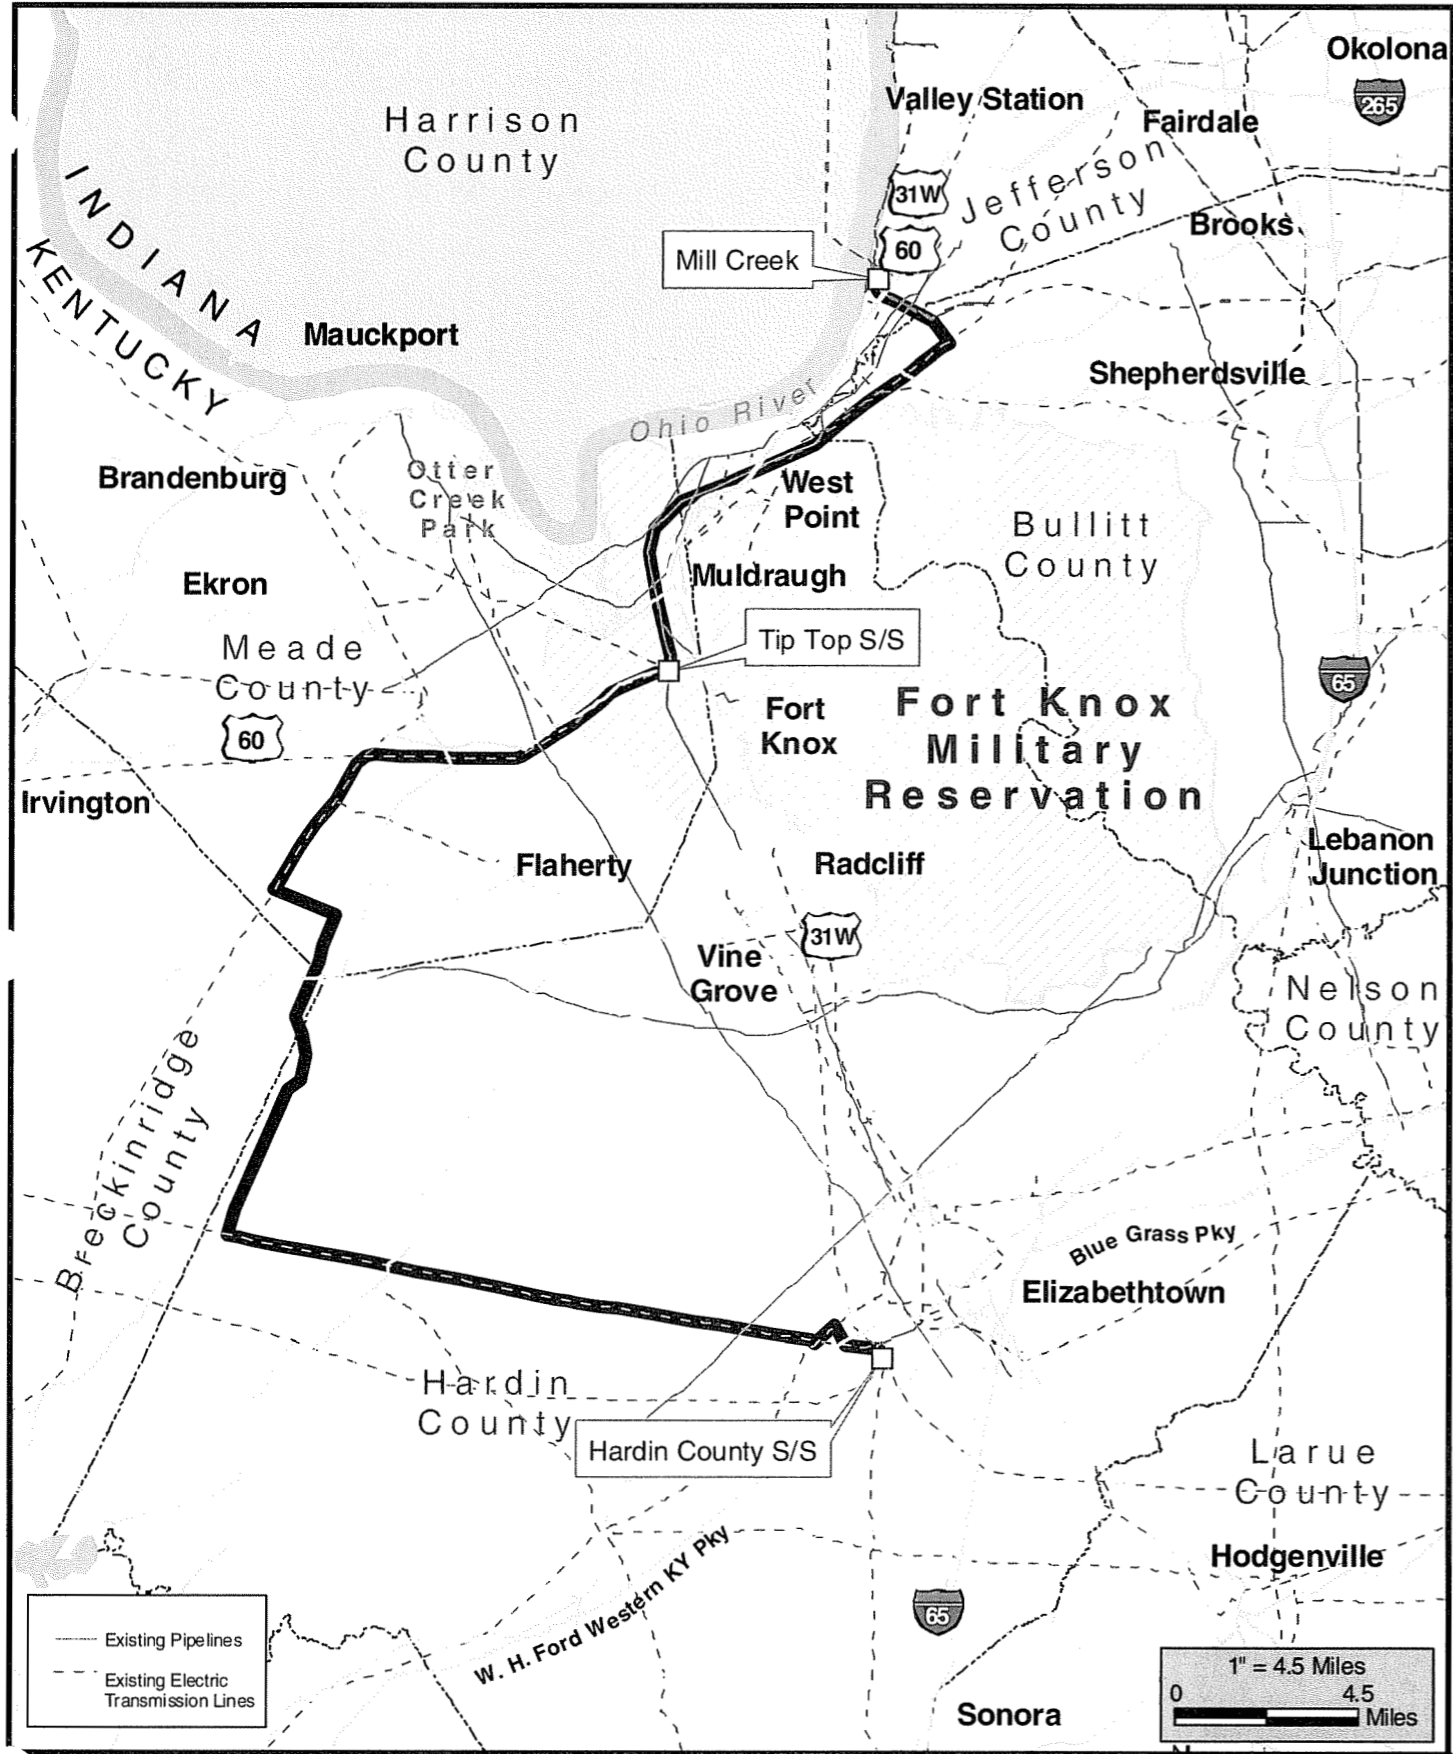 Okolona
265
Valley Station
Fairdale
Harrison
County
31W
Jefferson
County
60
Brooks
INDIANA
KENTUCKY
Mill Creek
Mauckport
Shepherdsville
Ohio River
Brandenburg
Otter
Creek
Park
West
Point
Bullitt
County
Ekron
Muldraugh
Meade
County
Tip Top S/S
65
60
Fort
Knox
Fort Knox
Military
Reservation
Irvington
Flaherty
Radcliff
Lebanon
Junction
31W
Vine
Grove
Nelson
County
Breckinridge
County
Blue Grass Pky
Elizabethtown
Hardin
County
Hardin County S/S
Larue
County
Hodgenville
W. H. Ford Western KY Pky
65
Sonora
Existing Pipelines
Existing Electric
Transmission Lines
1" = 4.5 Miles
0 4.5
Miles